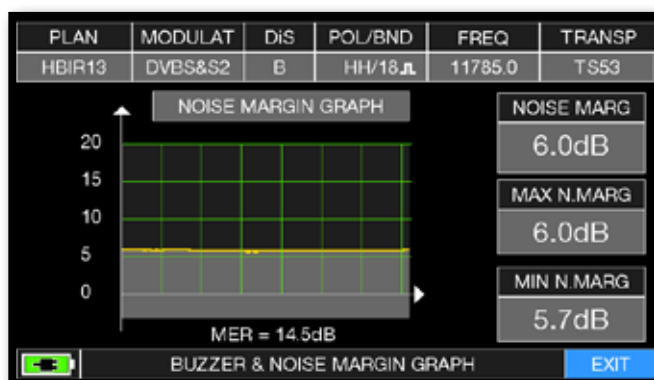 PLAN MODULAT DiS POL/BND FREQ TRANSP
HBIR13 DVBS&S2 B HH/18 11785.0 TS53
NOISE MARGIN GRAPH
NOISE MARG
6.0dB
MAX N.MARG
6.0dB
MIN N.MARG
5.7dB
20
15
10
5
0
MER = 14.5dB
BUZZER & NOISE MARGIN GRAPH EXIT